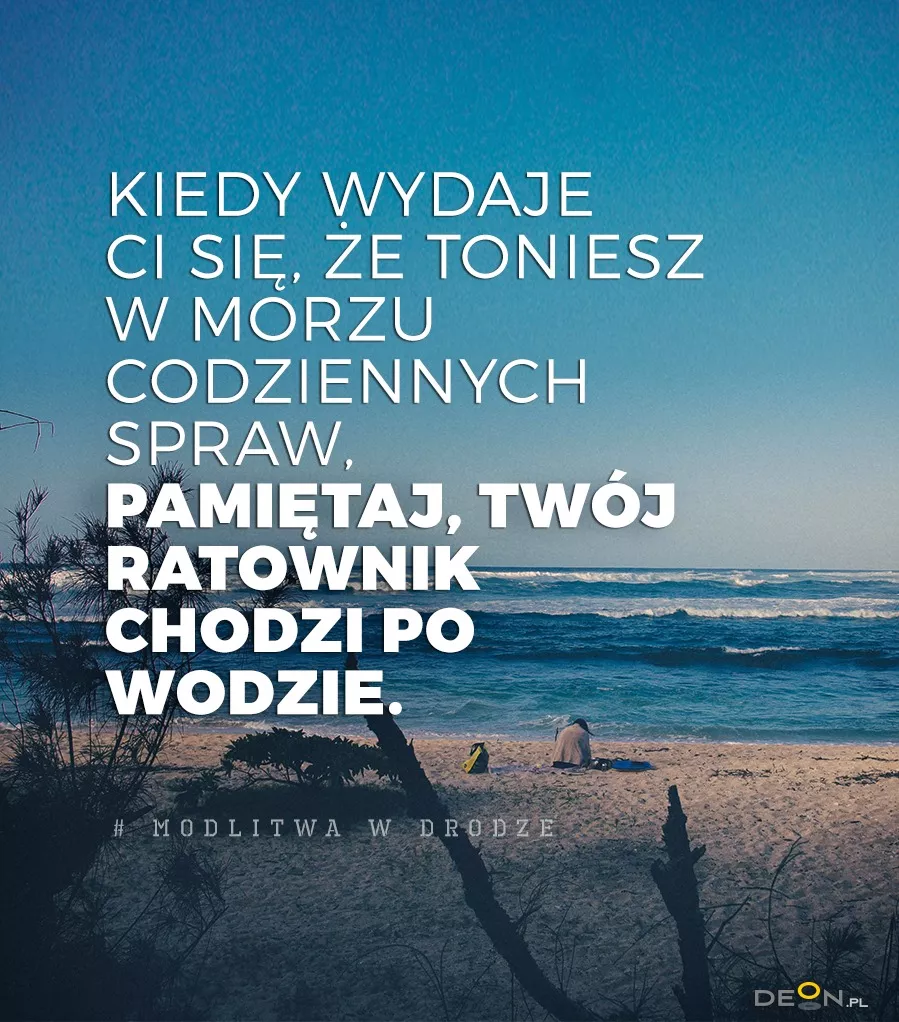 KIEDY WYDAJE
CI SIĘ, ŻE TONIESZ
W MORZU
CODZIENNYCH
SPRAW,
PAMIĘTAJ, TWÓJ
RATOWNIK
CHODZI PO
WODZIE.
# MODLITWA W DRODZE
DEON.PL